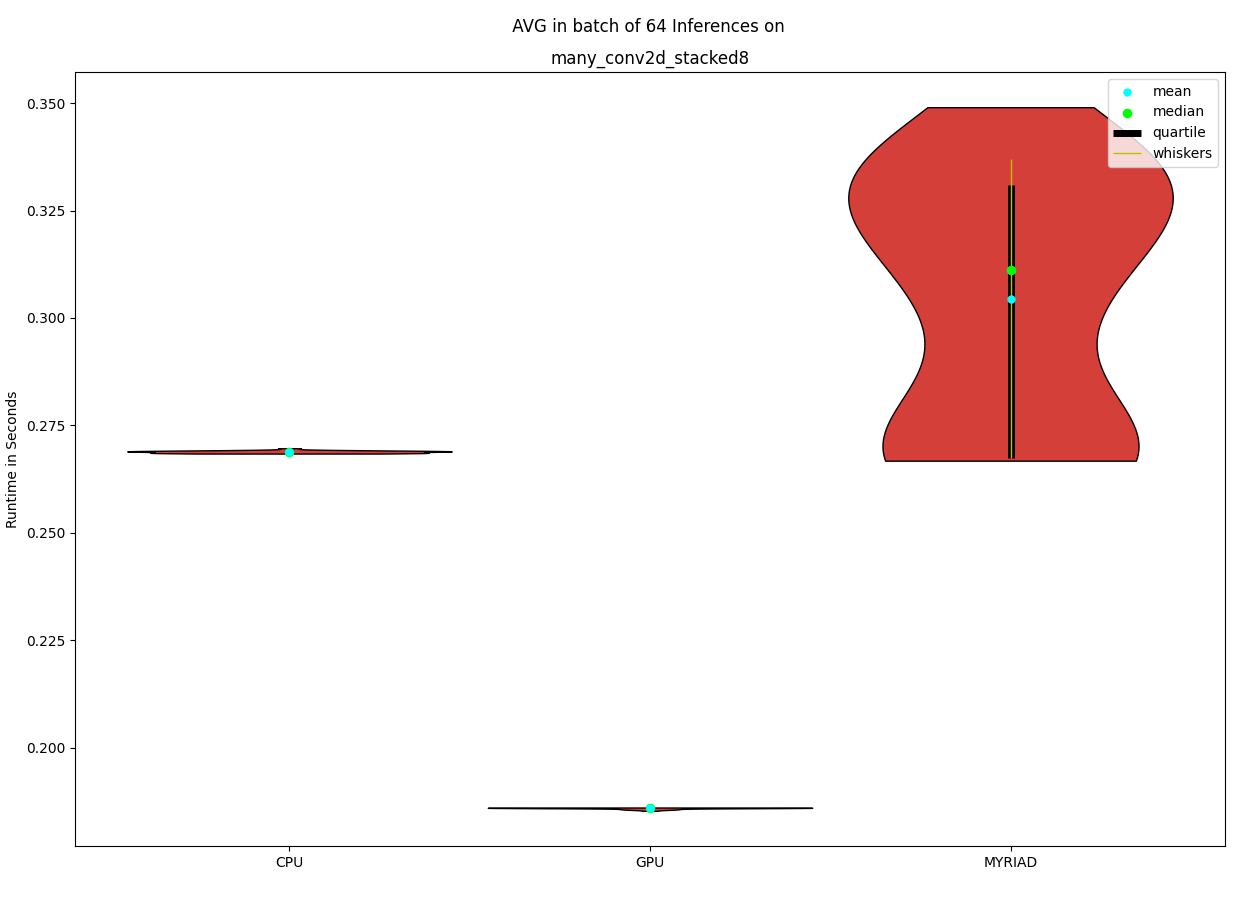 AVG in batch of 64 Inferences on
many_conv2d_stacked8
mean
median
quartile
whiskers
Runtime in Seconds
0.350
0.325
0.300
0.275
0.250
0.225
0.200
CPU
GPU
MYRIAD